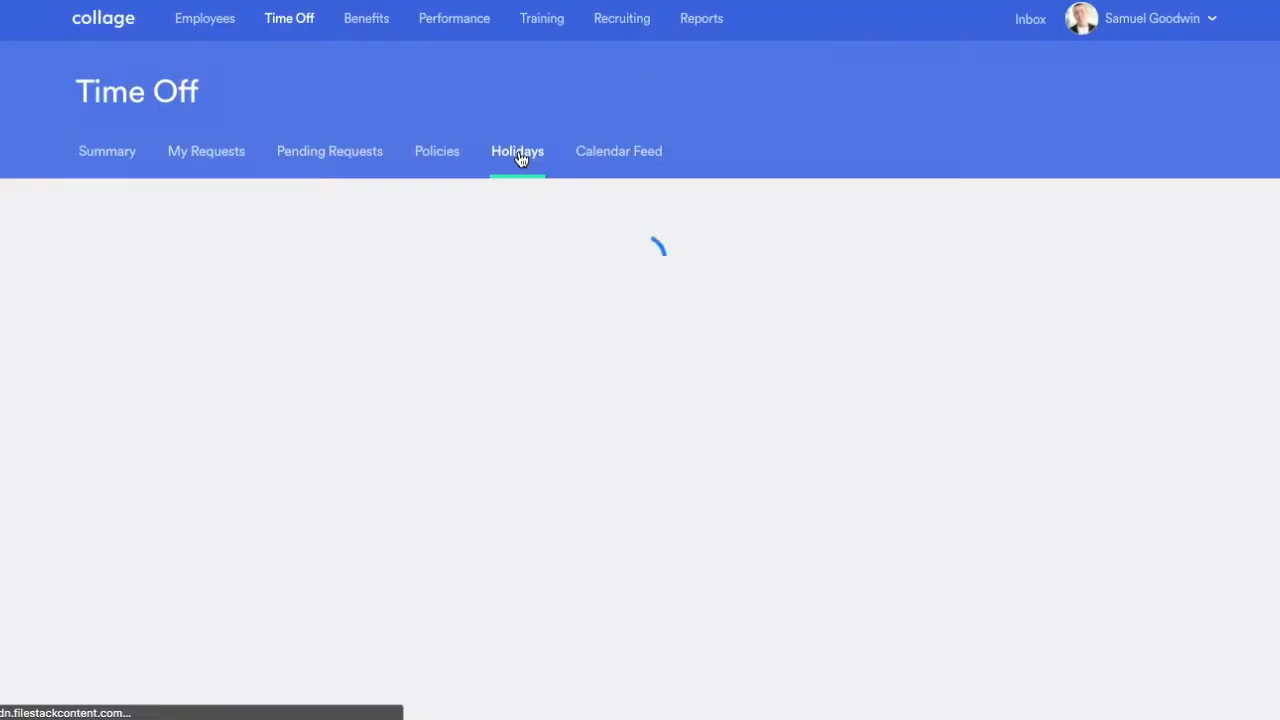 collage Employees Time Off Benefits Performance Training Recruiting Reports Inbox Samuel Goodwin
Time Off
Summary My Requests Pending Requests Policies Holidays Calendar Feed
dn.filestackcontent.com...